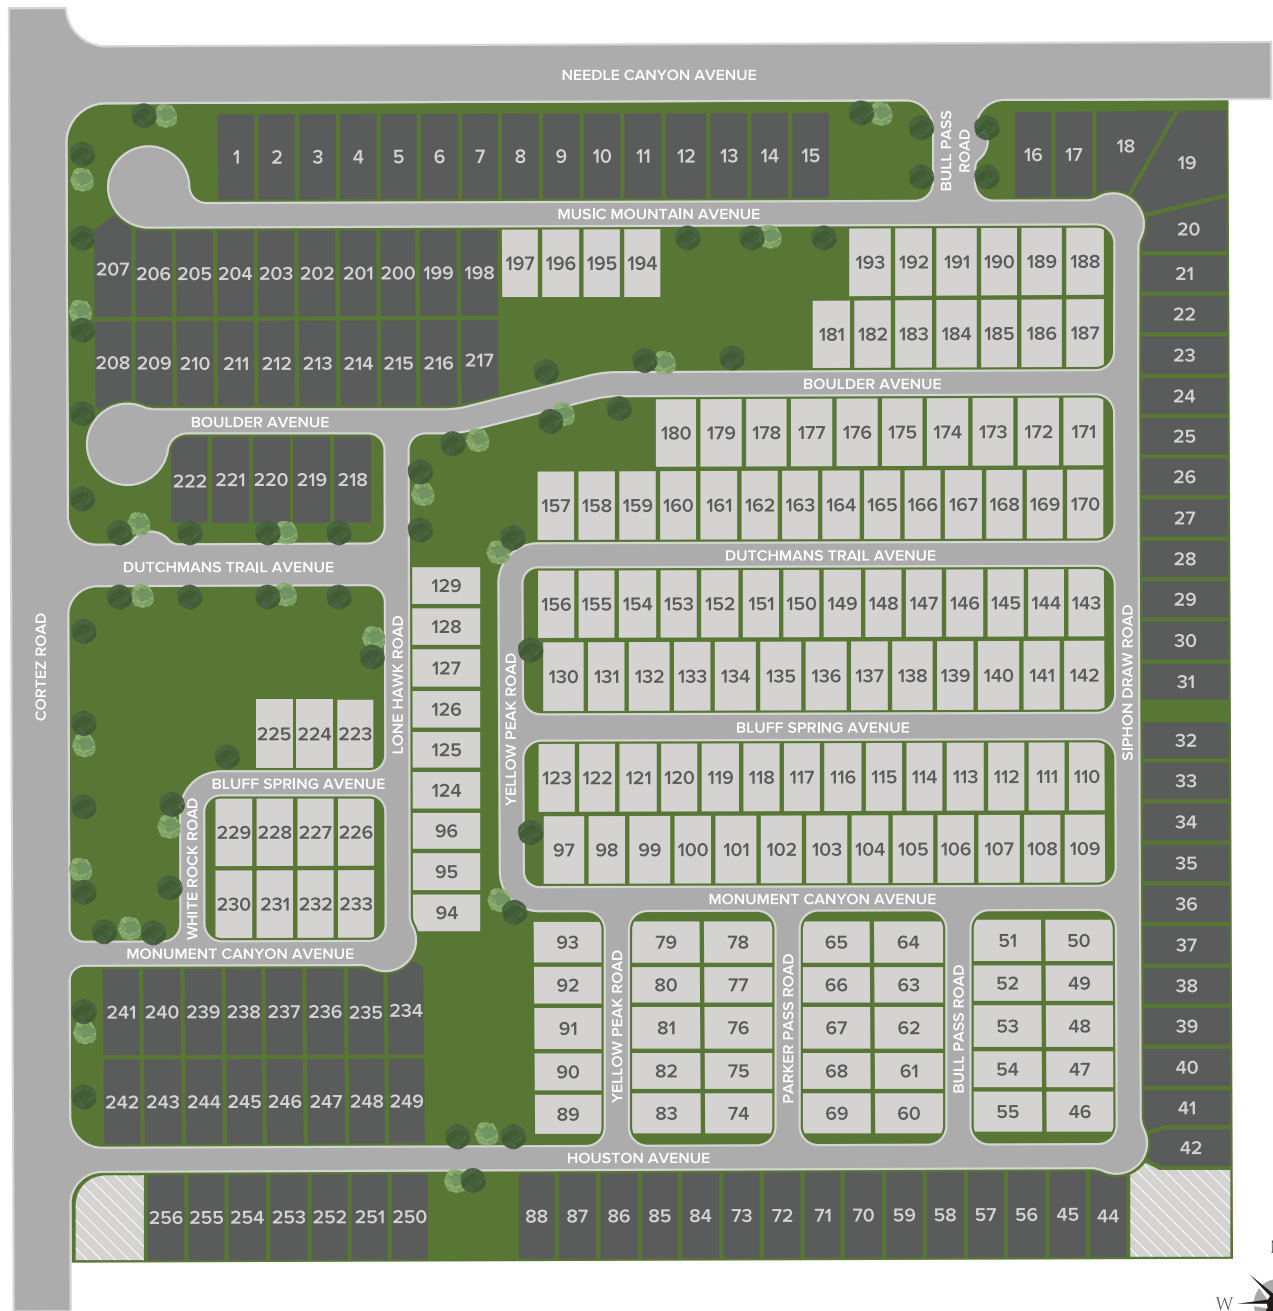 NEEDLE CANYON AVENUE
BULL PASS
ROAD
1 2 3 4 5 6 7 8 9 10 11 12 13 14 15
16 17 18 19
MUSIC MOUNTAIN AVENUE
20
21
22
23
24
25
26
27
28
29
30
31
32
33
34
35
36
37
38
39
40
41
42
207 206 205 204 203 202 201 200 199 198
197 196 195 194
193 192 191 190 189 188
208 209 210 211 212 213 214 215 216 217
181 182 183 184 185 186 187
BOULDER AVENUE
BOULDER AVENUE
222 221 220 219 218
180 179 178 177 176 175 174 173 172 171
157 158 159 160 161 162 163 164 165 166 167 168 169 170
DUTCHMANS TRAIL AVENUE
DUTCHMANS TRAIL AVENUE
CORTEZ ROAD
LONE HAWK ROAD
YELLOW PEAK ROAD
SIPHON DRAW ROAD
129
128
127
126
125
124
96
95
94
156 155 154 153 152 151 150 149 148 147 146 145 144 143
130 131 132 133 134 135 136 137 138 139 140 141 142
225 224 223
BLUFF SPRING AVENUE
BLUFF SPRING AVENUE
WHITE ROCK ROAD
229 228 227 226
230 231 232 233
123 122 121 120 119 118 117 116 115 114 113 112 111 110
97 98 99 100 101 102 103 104 105 106 107 108 109
MONUMENT CANYON AVENUE
MONUMENT CANYON AVENUE
241 240 239 238 237 236 235 234
242 243 244 245 246 247 248 249
93
92
91
90
89
YELLOW PEAK ROAD
79 78
80 77
81 76
82 75
83 74
PARKER PASS ROAD
65 64
66 63
67 62
68 61
69 60
BULL PASS ROAD
51 50
52 49
53 48
54 47
55 46
HOUSTON AVENUE
256 255 254 253 252 251 250
88 87 86 85 84 73 72 71 70 59 58 57 56 45 44
W